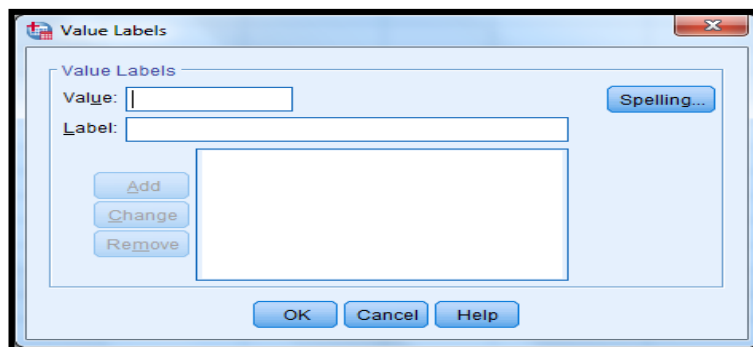 Value Labels
Value Labels
Value:
Spelling...
Label:
Add
Change
Remove
OK Cancel Help